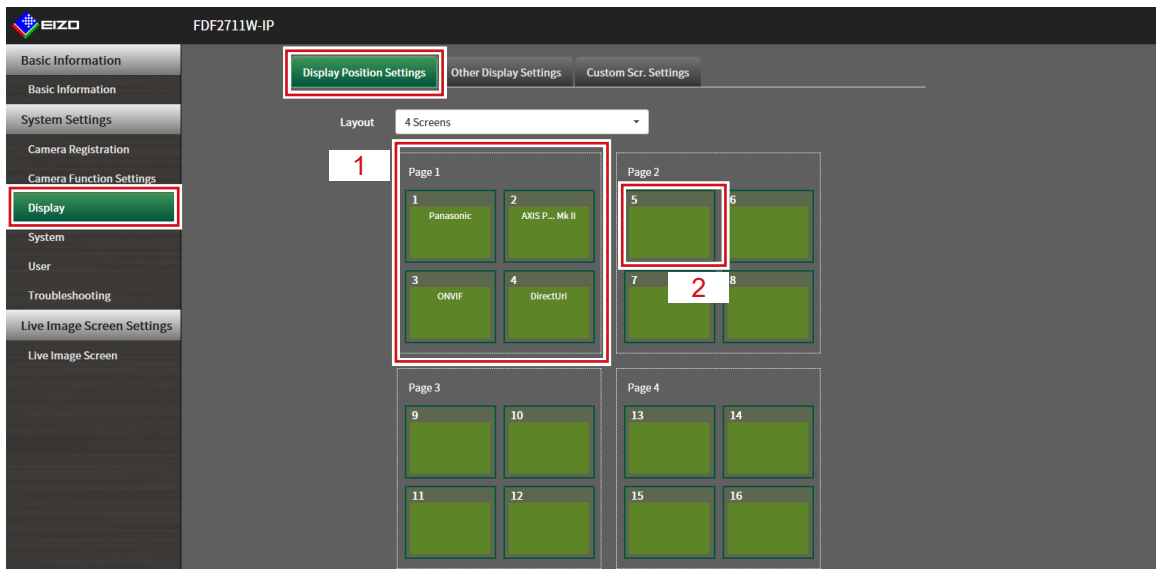 EIZO FDF2711W-IP
Basic Information
Basic Information
System Settings
Camera Registration
Camera Function Settings
Display
System
User
Troubleshooting
Live Image Screen Settings
Live Image Screen
Display Position Settings Other Display Settings Custom Scr. Settings
Layout 4 Screens
1
Page 1
1 2
Panasonic AXIS P... Mk II
3 4
ONVIF DirectUri
Page 2
5 6
7 8
2
Page 3
9 10
11 12
Page 4
13 14
15 16